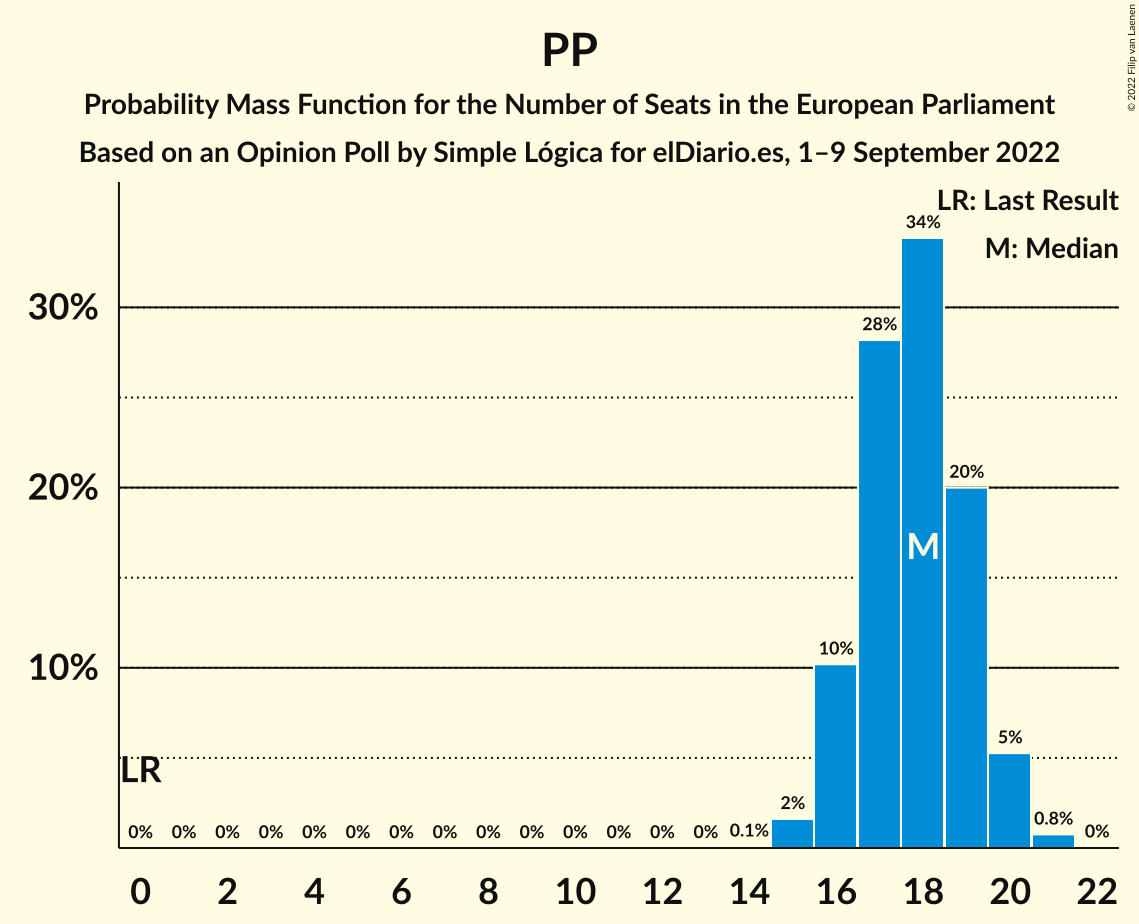 PP
Probability Mass Function for the Number of Seats in the European Parliament
Based on an Opinion Poll by Simple Lógica for elDiario.es, 1–9 September 2022
© 2022 Filip van Laenen
LR: Last Result
M: Median
34%
30%
28%
20%
20%
M
10%
10%
5%
LR
2%
0% 0% 0% 0% 0% 0% 0% 0% 0% 0% 0% 0% 0% 0% 0.1% 0.8% 0%
0 2 4 6 8 10 12 14 16 18 20 22